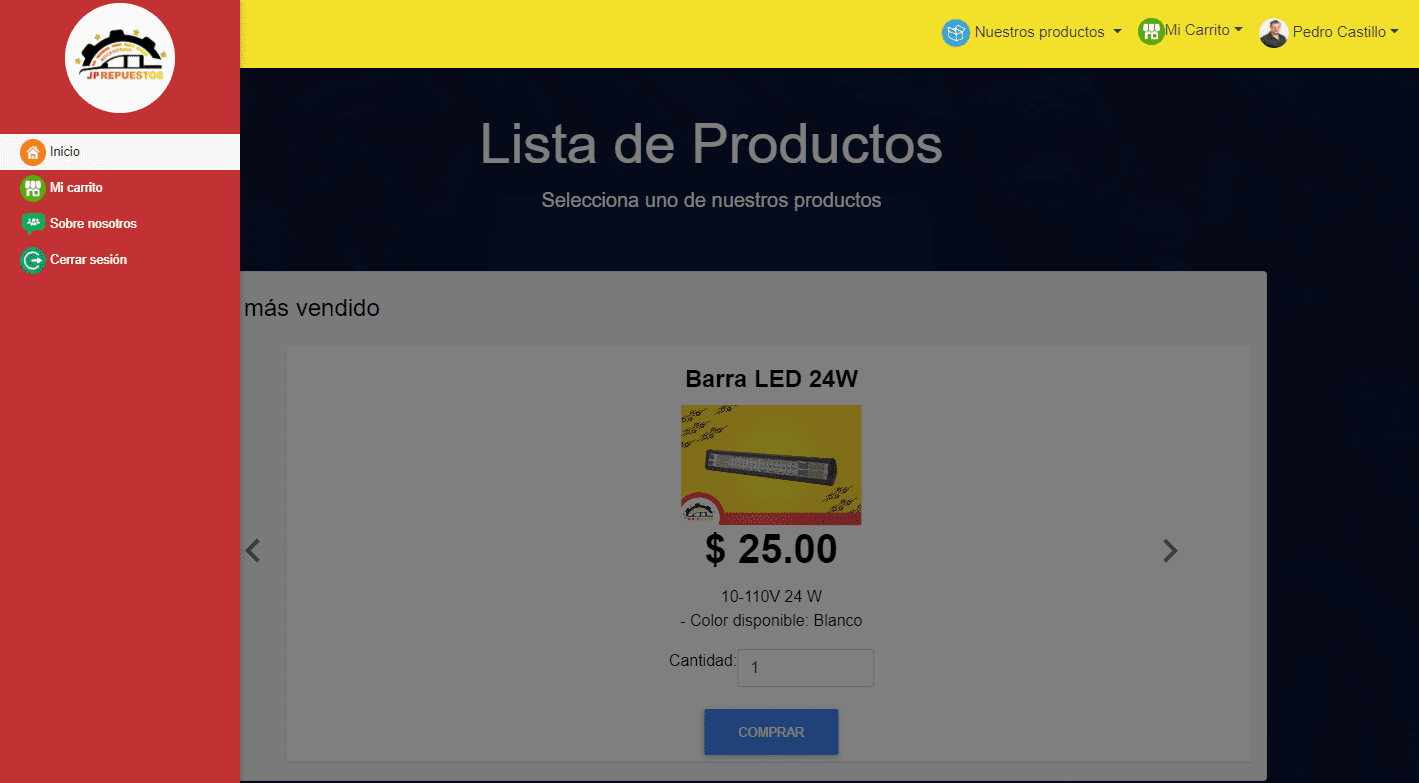 JP REPUESTOS
Nuestros productos
Mi Carrito
Pedro Castillo
Inicio
Mi carrito
Sobre nosotros
Cerrar sesión
Lista de Productos
Selecciona uno de nuestros productos
más vendido
Barra LED 24W
$ 25.00
10-110V 24 W
- Color disponible: Blanco
Cantidad: 1
COMPRAR